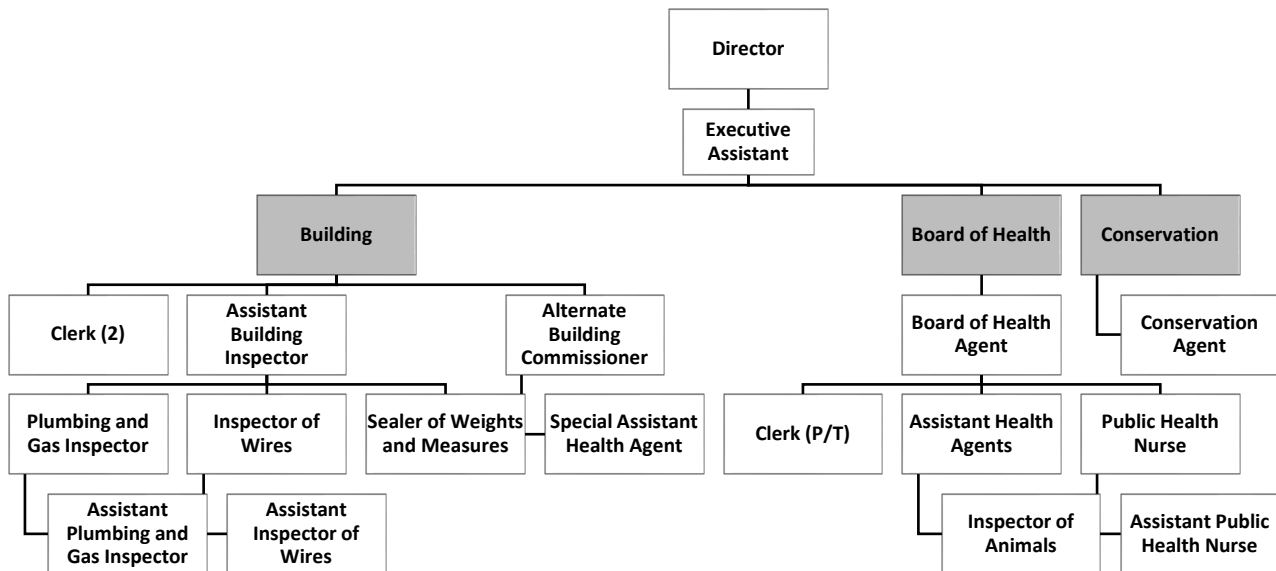 Director
Executive
Assistant
Building
Board of Health
Conservation
Clerk (2)
Assistant
Building
Inspector
Alternate
Building
Commissioner
Board of Health
Agent
Conservation
Agent
Plumbing and
Gas Inspector
Inspector of
Wires
Sealer of Weights
and Measures
Special Assistant
Health Agent
Clerk (P/T)
Assistant Health
Agents
Public Health
Nurse
Assistant
Plumbing and
Gas Inspector
Assistant
Inspector of
Wires
Inspector of
Animals
Assistant Public
Health Nurse